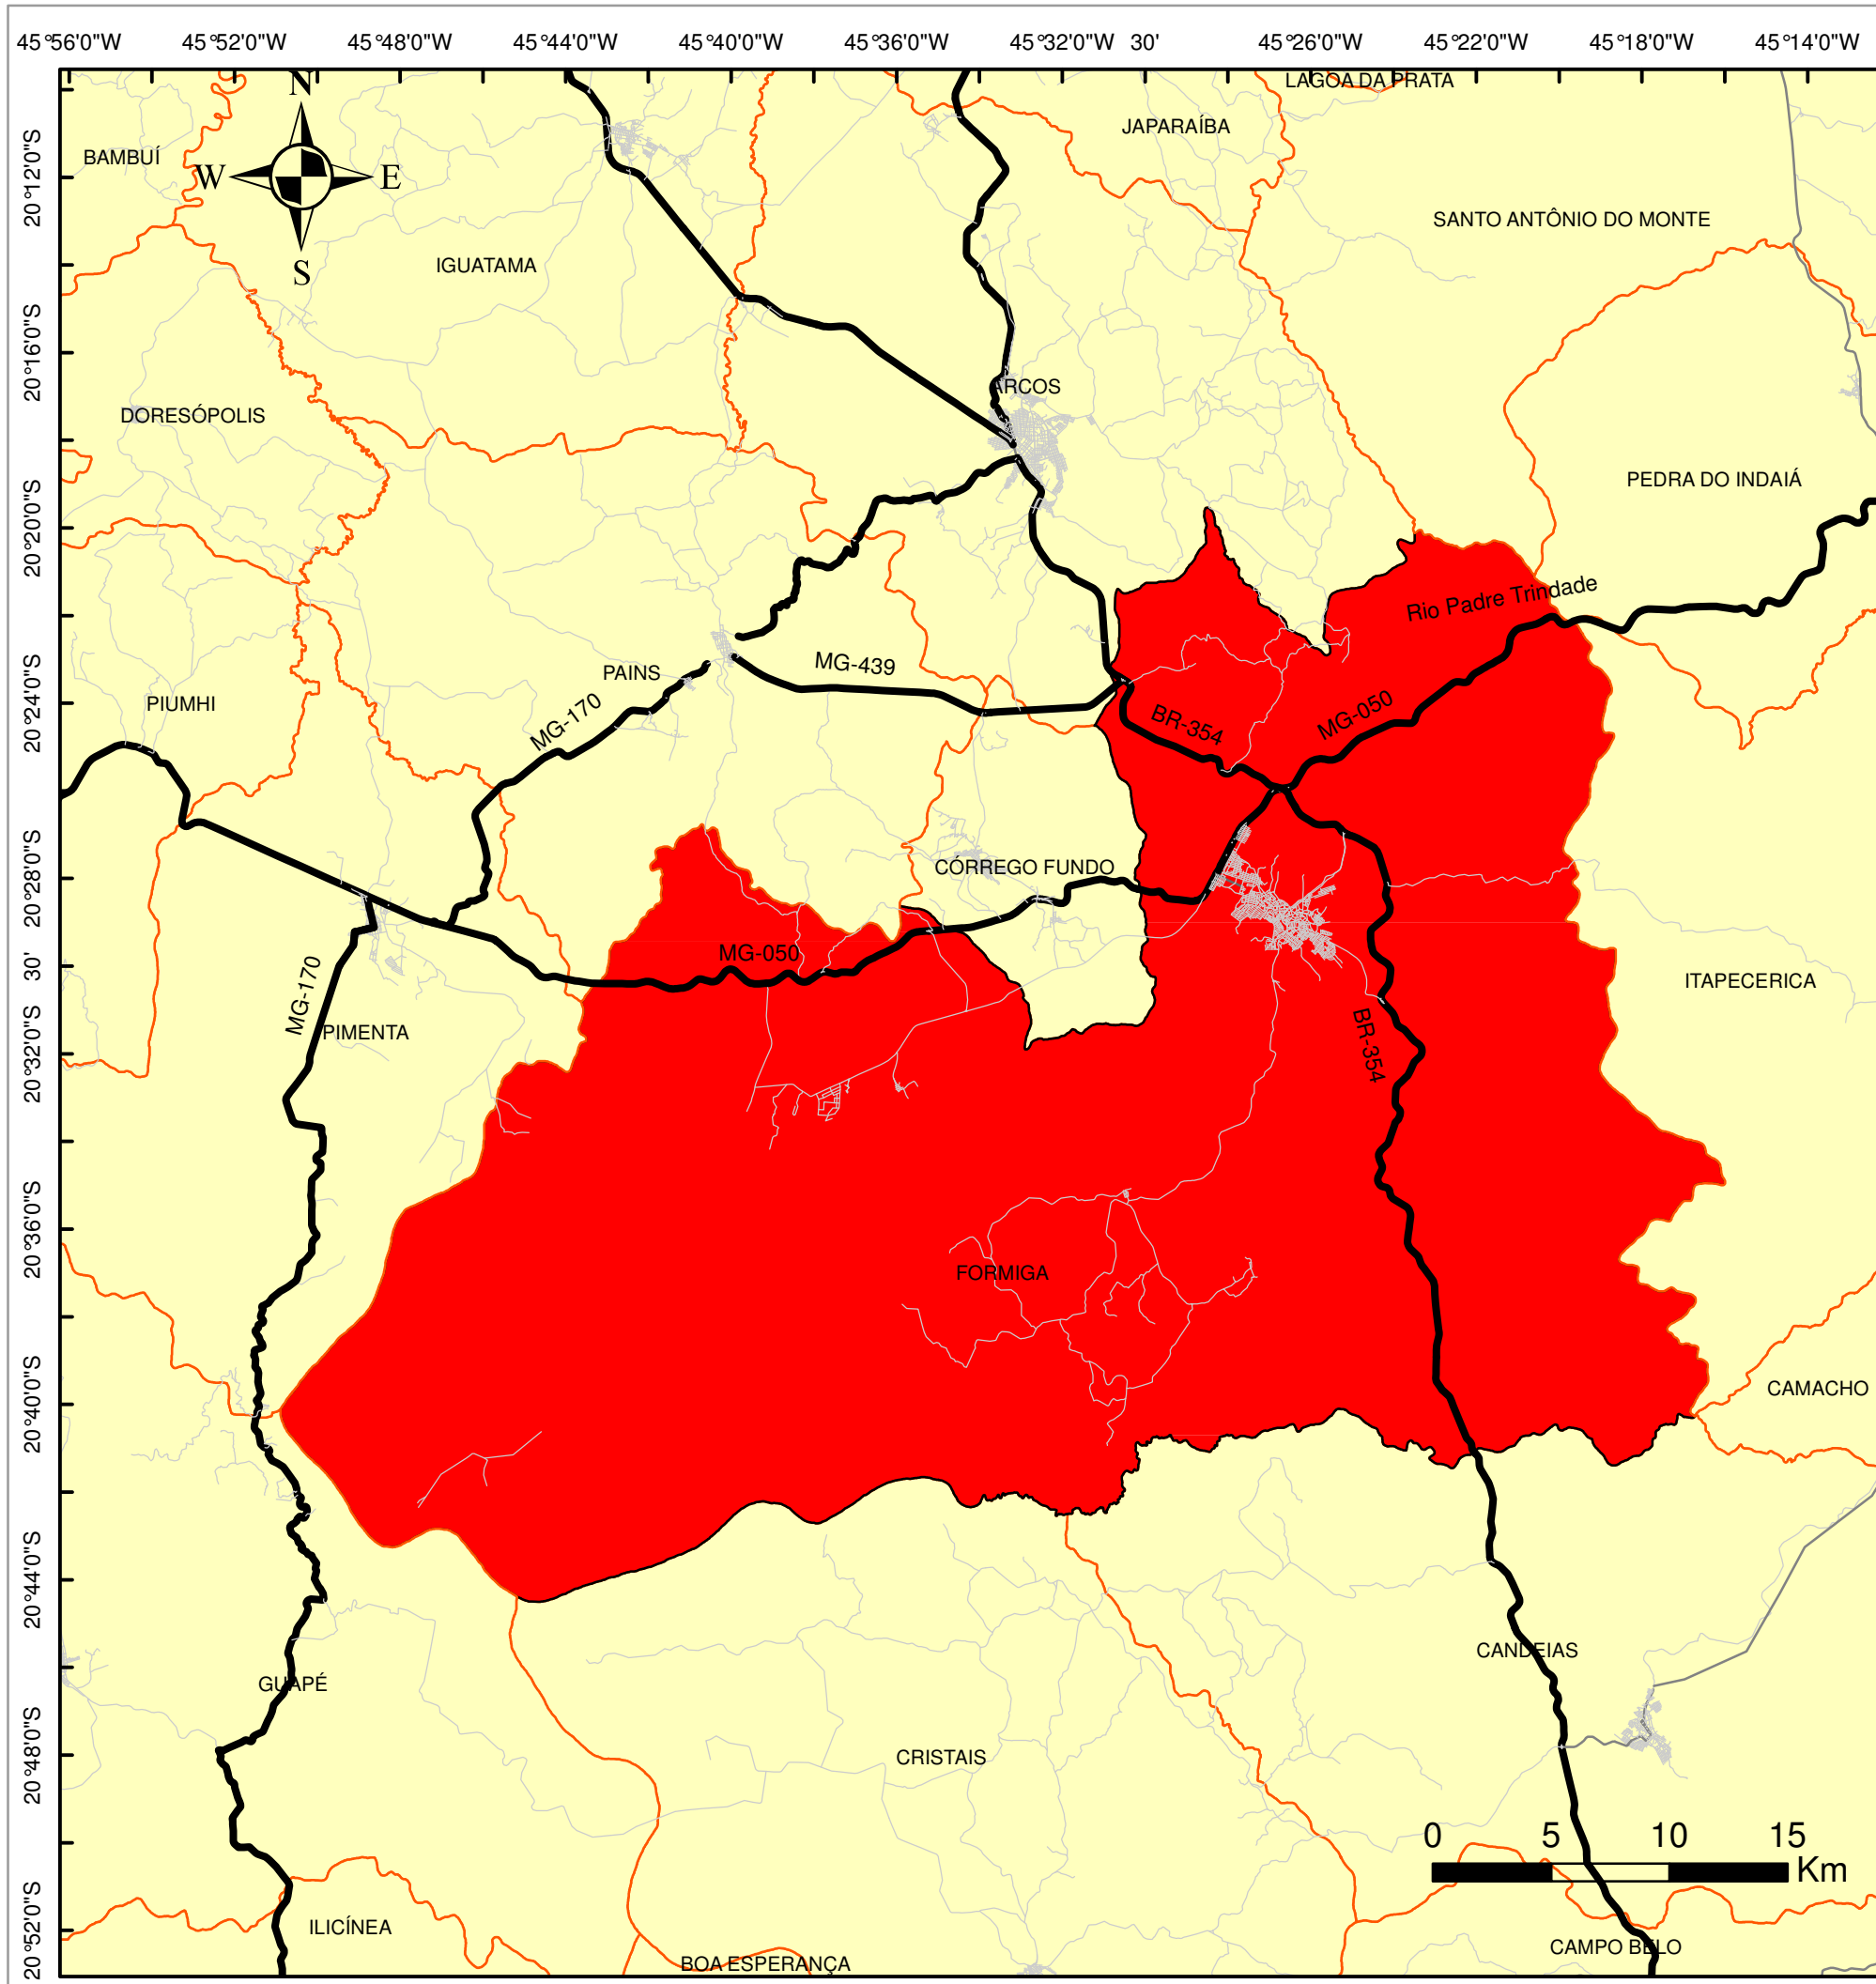 45°56'0"W 45°52'0"W 45°48'0"W 45°44'0"W 45°40'0"W 45°36'0"W 45°32'0"W 30' 45°26'0"W 45°22'0"W 45°18'0"W 45°14'0"W
N
LAGOA DA PRATA
JAPARAÍBA
BAMBUÍ
20°12'0"S
W
E
SANTO ANTÔNIO DO MONTE
IGUATAMA
S
20°16'0"S
ARCOS
DORESÓPOLIS
PEDRA DO INDAIÁ
20°20'0"S
Rio Padre Trindade
MG-439
PAINS
20°24'0"S
PIUMHI
MG-170
BR-354
MG-050
20°28'0"S
CÓRREGO FUNDO
MG-050
30'
ITAPECERICA
MG-170
PIMENTA
20°32'0"S
BR-354
20°36'0"S
FORMIGA
20°40'0"S
CAMACHO
20°44'0"S
CANDEIAS
GUAPÉ
20°48'0"S
CRISTAIS
0 5 10 15
Km
20°52'0"S
ILICÍNEA
CAMPO BELO
BOA ESPERANÇA